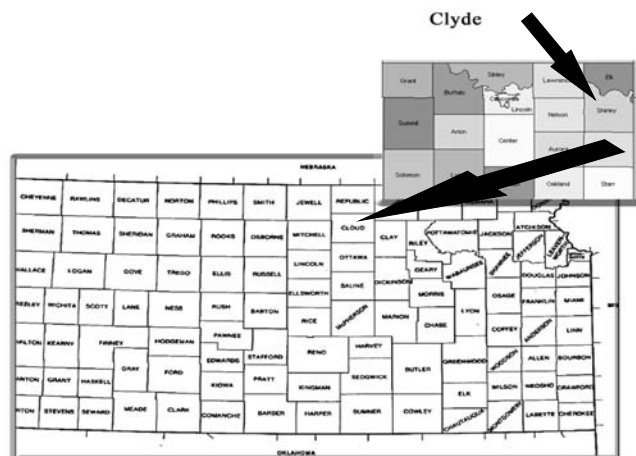 Clyde
Grant Sibley Lawrence Elk
Buffalo
Lincoln
Shirley
Summit Nelson
Arion Center
Aurora
Solomon Oakland Starr
NEBRASKA
CHEYENNE RAWLINS DECATUR NORTON PHILLIPS SMITH JEWELL REPUBLIC
CLOUD
SHERMAN THOMAS SHERIDAN GRAHAM ROOKS OSBORNE MITCHELL CLAY RILEY POTTAWATOMIE JACKSON ATCHISON
JEFFERSON
LINCOLN OTTAWA
WALLACE LOGAN GOVE TREGO ELLIS RUSSELL GEARY WABAUNSEE SHAWNEE DOUGLAS JOHNSON
SALINE DICKINSON
ELLSWORTH MORRIS OSAGE FRANKLIN MIAMI
GREELEY WICHITA SCOTT LANE NESS RUSH BARTON LYON
RICE McPHERSON MARION CHASE COFFEY ANDERSON LINN
PAWNEE
HAMILTON KEARNY FINNEY HODGEMAN
STAFFORD RENO HARVEY
EDWARDS BUTLER GREENWOOD WOODSON ALLEN BOURBON
GRAY FORD SEDGWICK
GRANT HASKELL KIOWA PRATT KINGMAN WILSON NEOSHO CRAWFORD
ELK
STEVENS SEWARD MEADE CLARK COMANCHE BARBER HARPER SUMNER COWLEY CHAUTAUQUA MONTGOMERY LABETTE CHEROKEE
OKLAHOMA